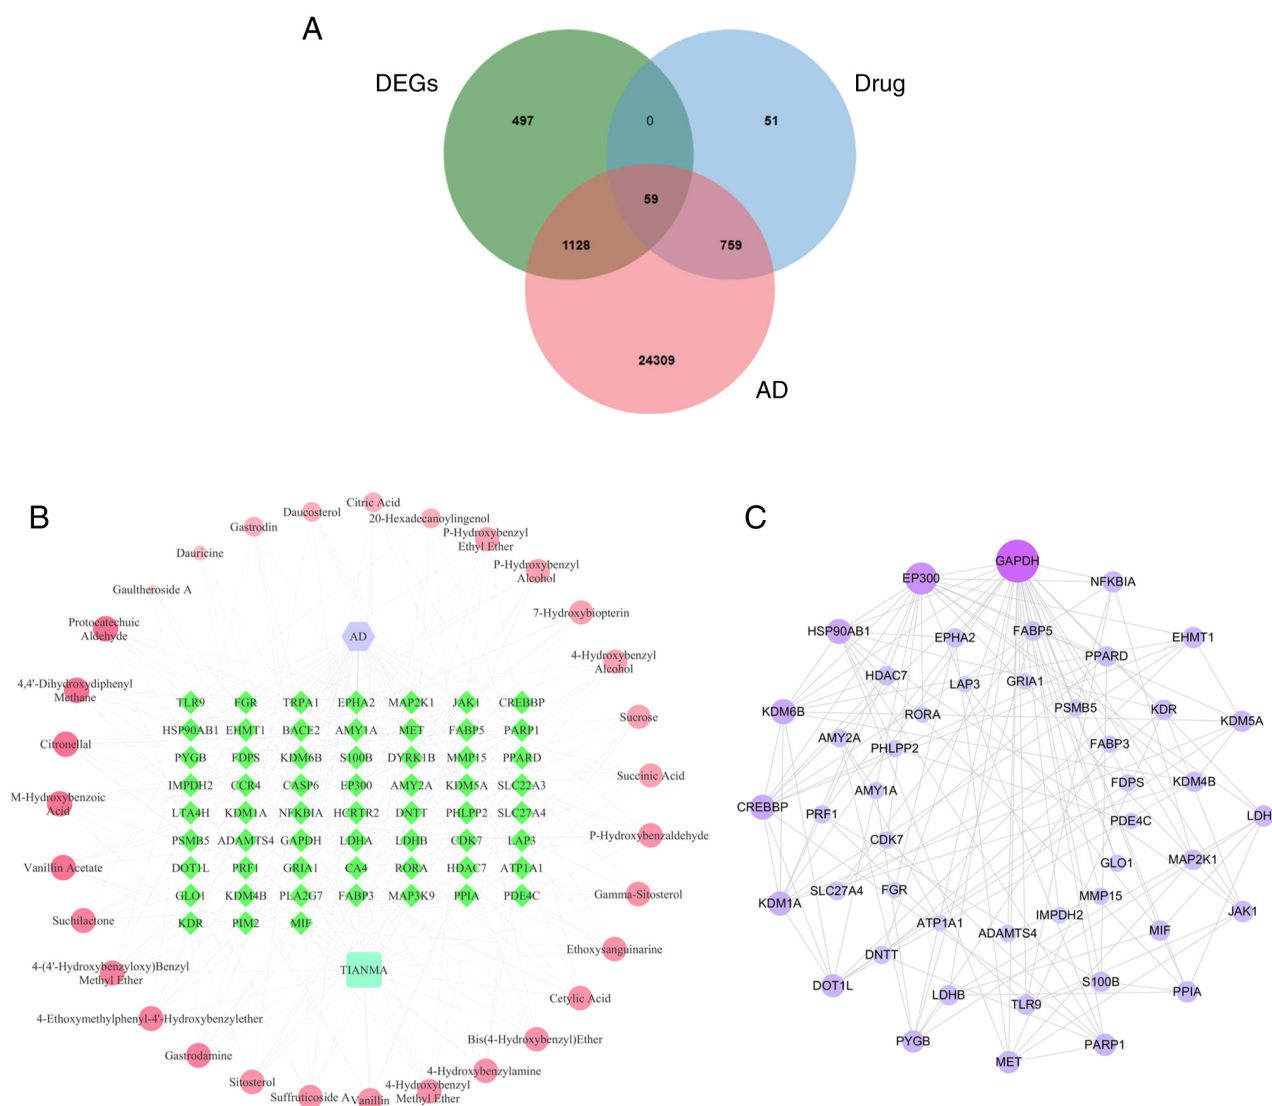 A
DEGs
Drug
497
0
51
59
1128
759
24309
AD
B
Citric Acid
Daucosterol
20-Hexadecanoylingenol
Gastrodin
P-Hydroxybenzyl
Ethyl Ether
Dauricine
P-Hydroxybenzyl
Alcohol
Gaultheroside A
7-Hydroxybiopterin
Protocatechuic
Aldehyde
AD
4-Hydroxybenzyl
Alcohol
4,4'-Dihydroxydiphenyl
Methane
Sucrose
Citronellal
Succinic Acid
M-Hydroxybenzoic
Acid
P-Hydroxybenzaldehyde
Vanillin Acetate
Gamma-Sitosterol
Suchilactone
Ethoxysanguinarine
4-(4'-Hydroxybenzyloxy)Benzyl
Methyl Ether
Cetylic Acid
4-Ethoxymethylphenyl-4'-Hydroxybenzylether
Bis(4-Hydroxybenzyl)Ether
Gastrodamine
4-Hydroxybenzylamine
Sitosterol
4-Hydroxybenzyl
Methyl Ether
Suffruticoside A
Vanillin
TLR9 FGR TRPA1 EPHA2 MAP2K1 JAK1 CREBBP
HSP90AB1 EHMT1 BACE2 AMY1A MET FABP5 PARP1
PYGB FDPS KDM6B S100B DYRK1B MMP15 PPARD
IMPDH2 CCR4 CASP6 EP300 AMY2A KDM5A SLC22A3
LTA4H KDM1A NFKBIA HCRTR2 DNTT PHLPP2 SLC27A4
PSMB5 ADAMTS4 GAPDH LDHA LDHB CDK7 LAP3
DOT1L PRF1 GRIA1 CA4 RORA HDAC7 ATP1A1
GLO1 KDM4B PLA2G7 FABP3 MAP3K9 PPIA PDE4C
KDR PIM2 MIF
TIANMA
C
GAPDH
EP300
NFKBIA
HSP90AB1
EPHA2
FABP5
EHMT1
PPARD
HDAC7
LAP3
GRIA1
KDM6B
RORA
PSMB5
KDR
KDM5A
AMY2A
PHLPP2
FABP3
FDPS
KDM4B
AMY1A
CREBBP
PRF1
PDE4C
LDH
CDK7
GLO1
MAP2K1
SLC27A4
FGR
MMP15
KDM1A
IMPDH2
JAK1
ATP1A1
ADAMTS4
MIF
DNTT
DOT1L
LDHB
TLR9
S100B
PPIA
PYGB
MET
PARP1